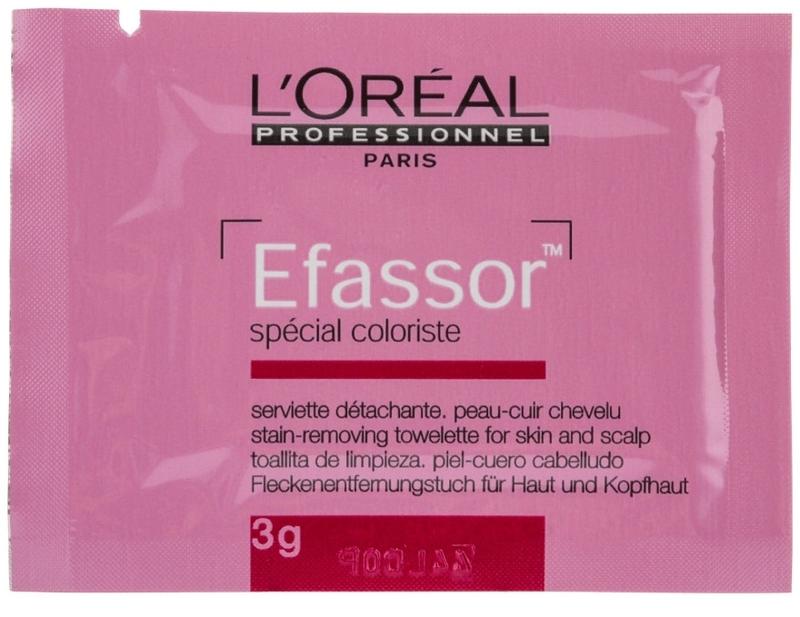 L'ORÉAL
PROFESSIONNEL
PARIS
Efassor™
spécial coloriste
serviette détachante. peau-cuir chevelu
stain-removing towelette for skin and scalp
toallita de limpieza. piel-cuero cabelludo
Fleckenentfernungstuch für Haut und Kopfhaut
3g